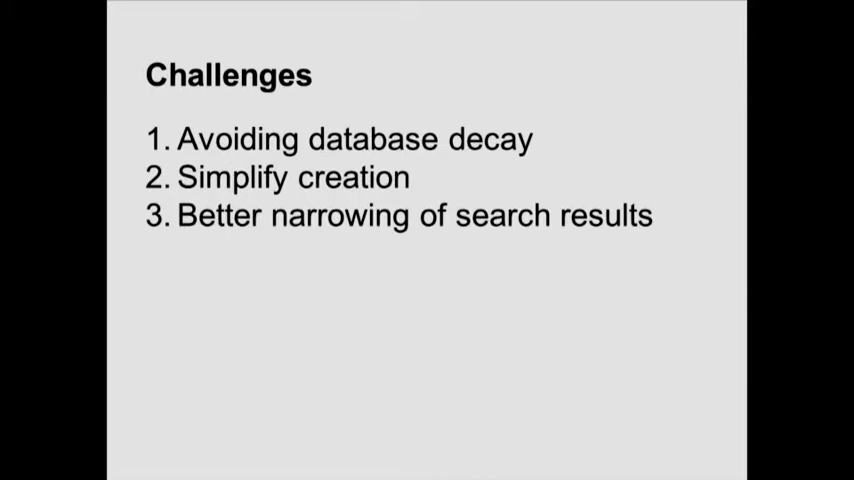 Challenges
1. Avoiding database decay
2. Simplify creation
3. Better narrowing of search results